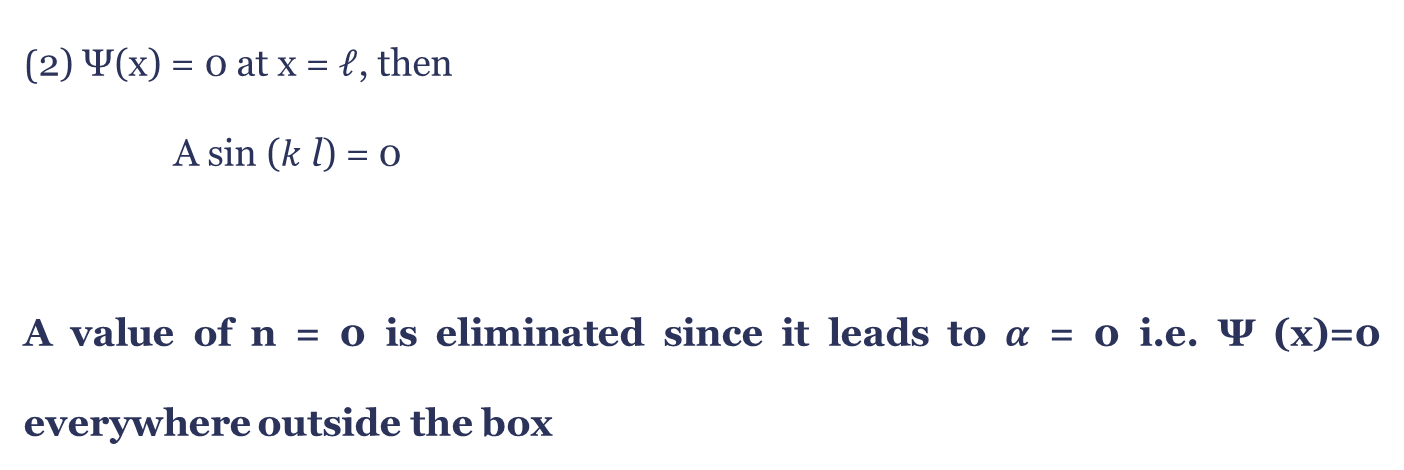 (2) Ψ(x) = 0 at x = ℓ, then
A sin (k l) = 0
A value of n = 0 is eliminated since it leads to α = 0 i.e. Ψ (x)=0
everywhere outside the box